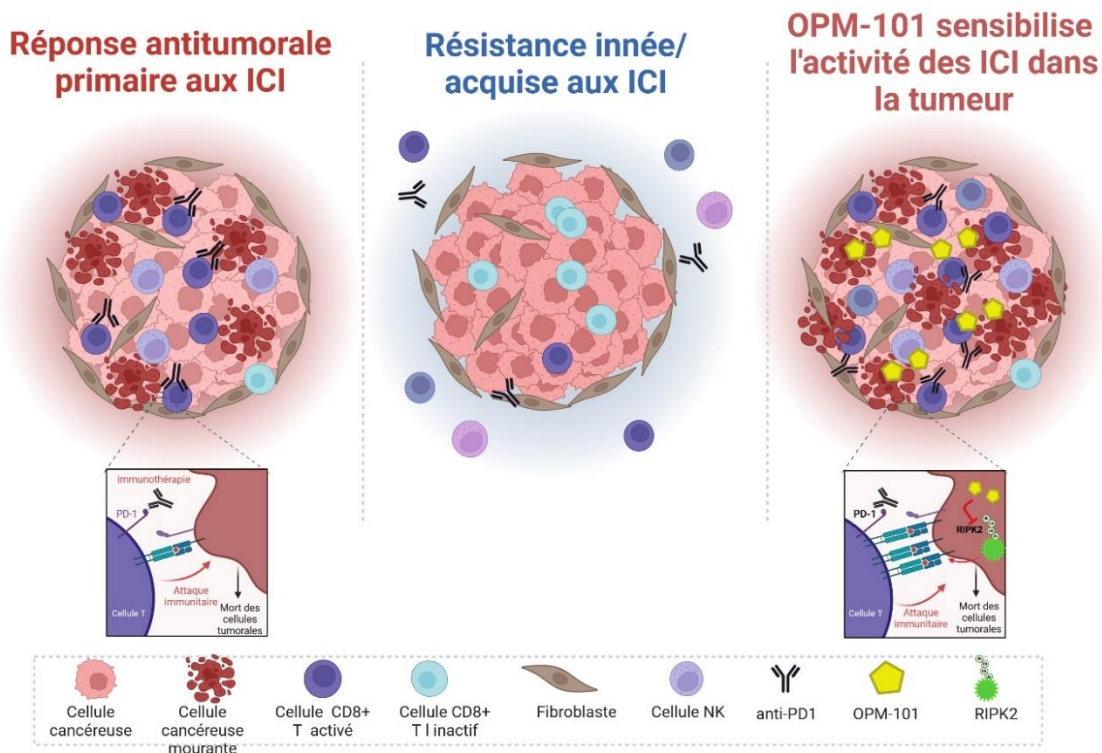 Réponse antitumorale
primaire aux ICI
Résistance innée/
acquise aux ICI
OPM-101 sensibilise
l'activité des ICI dans
la tumeur
immunothérapie
PD-1
Cellule T
Attaque
immunitaire
Mort des
cellules
tumorales
PD-1
RIPK2
Cellule T
Attaque
immunitaire
Mort des
cellules
tumorales
Cellule
cancéreuse
Cellule
cancéreuse
mourante
Cellule CD8+
T activé
Cellule CD8+
T l inactif
Fibroblaste
Cellule NK
anti-PD1
OPM-101
RIPK2